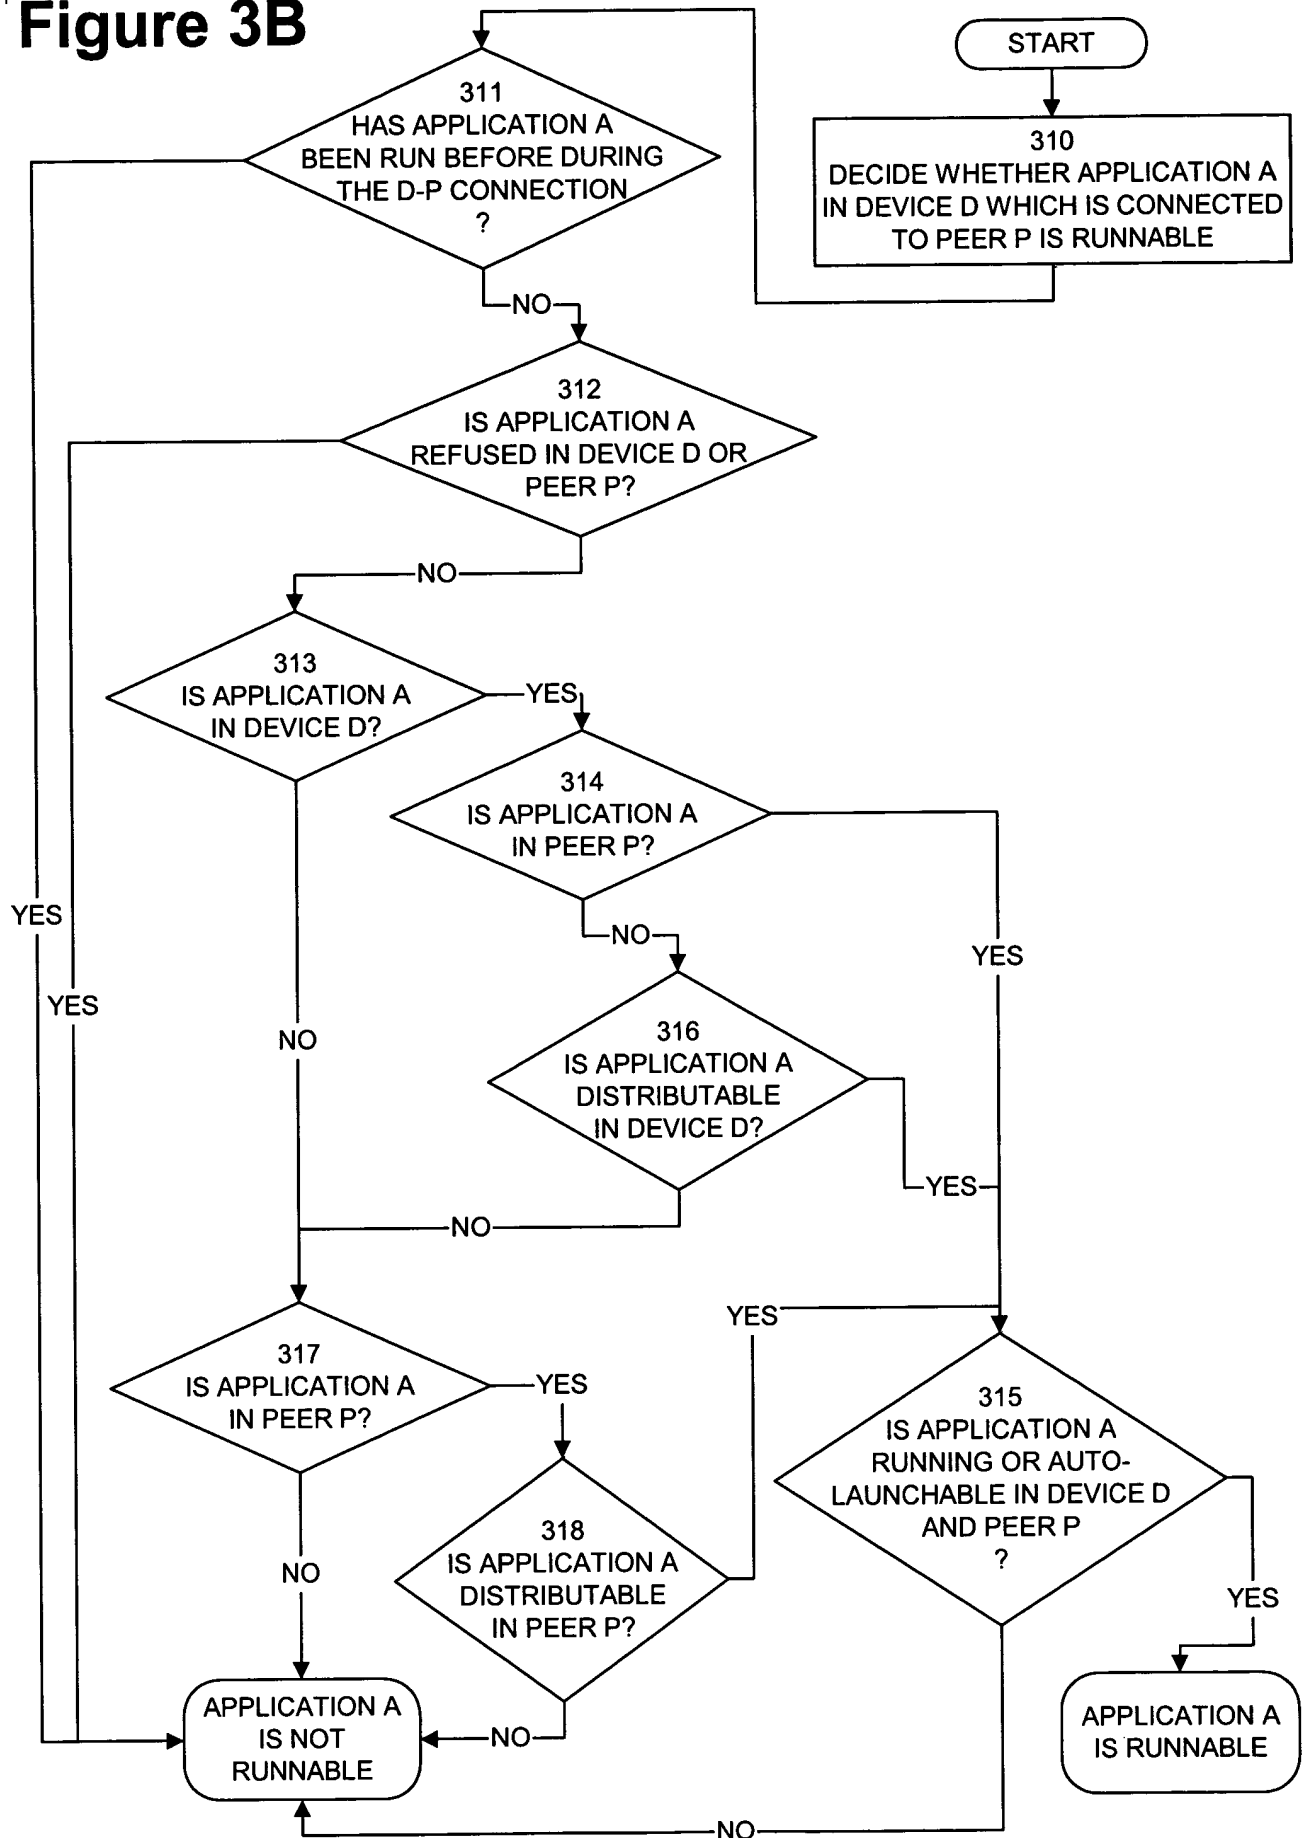 Figure 3B
START
310
DECIDE WHETHER APPLICATION A
IN DEVICE D WHICH IS CONNECTED
TO PEER P IS RUNNABLE
311
HAS APPLICATION A
BEEN RUN BEFORE DURING
THE D-P CONNECTION
?
NO
312
IS APPLICATION A
REFUSED IN DEVICE D OR
PEER P?
NO
313
IS APPLICATION A
IN DEVICE D?
YES
314
IS APPLICATION A
IN PEER P?
YES
NO
YES
YES
NO
316
IS APPLICATION A
DISTRIBUTABLE
IN DEVICE D?
YES
NO
YES
317
IS APPLICATION A
IN PEER P?
YES
315
IS APPLICATION A
RUNNING OR AUTO-
LAUNCHABLE IN DEVICE D
AND PEER P
?
318
IS APPLICATION A
DISTRIBUTABLE
IN PEER P?
NO
YES
APPLICATION A
IS NOT
RUNNABLE
NO
APPLICATION A
IS RUNNABLE
NO